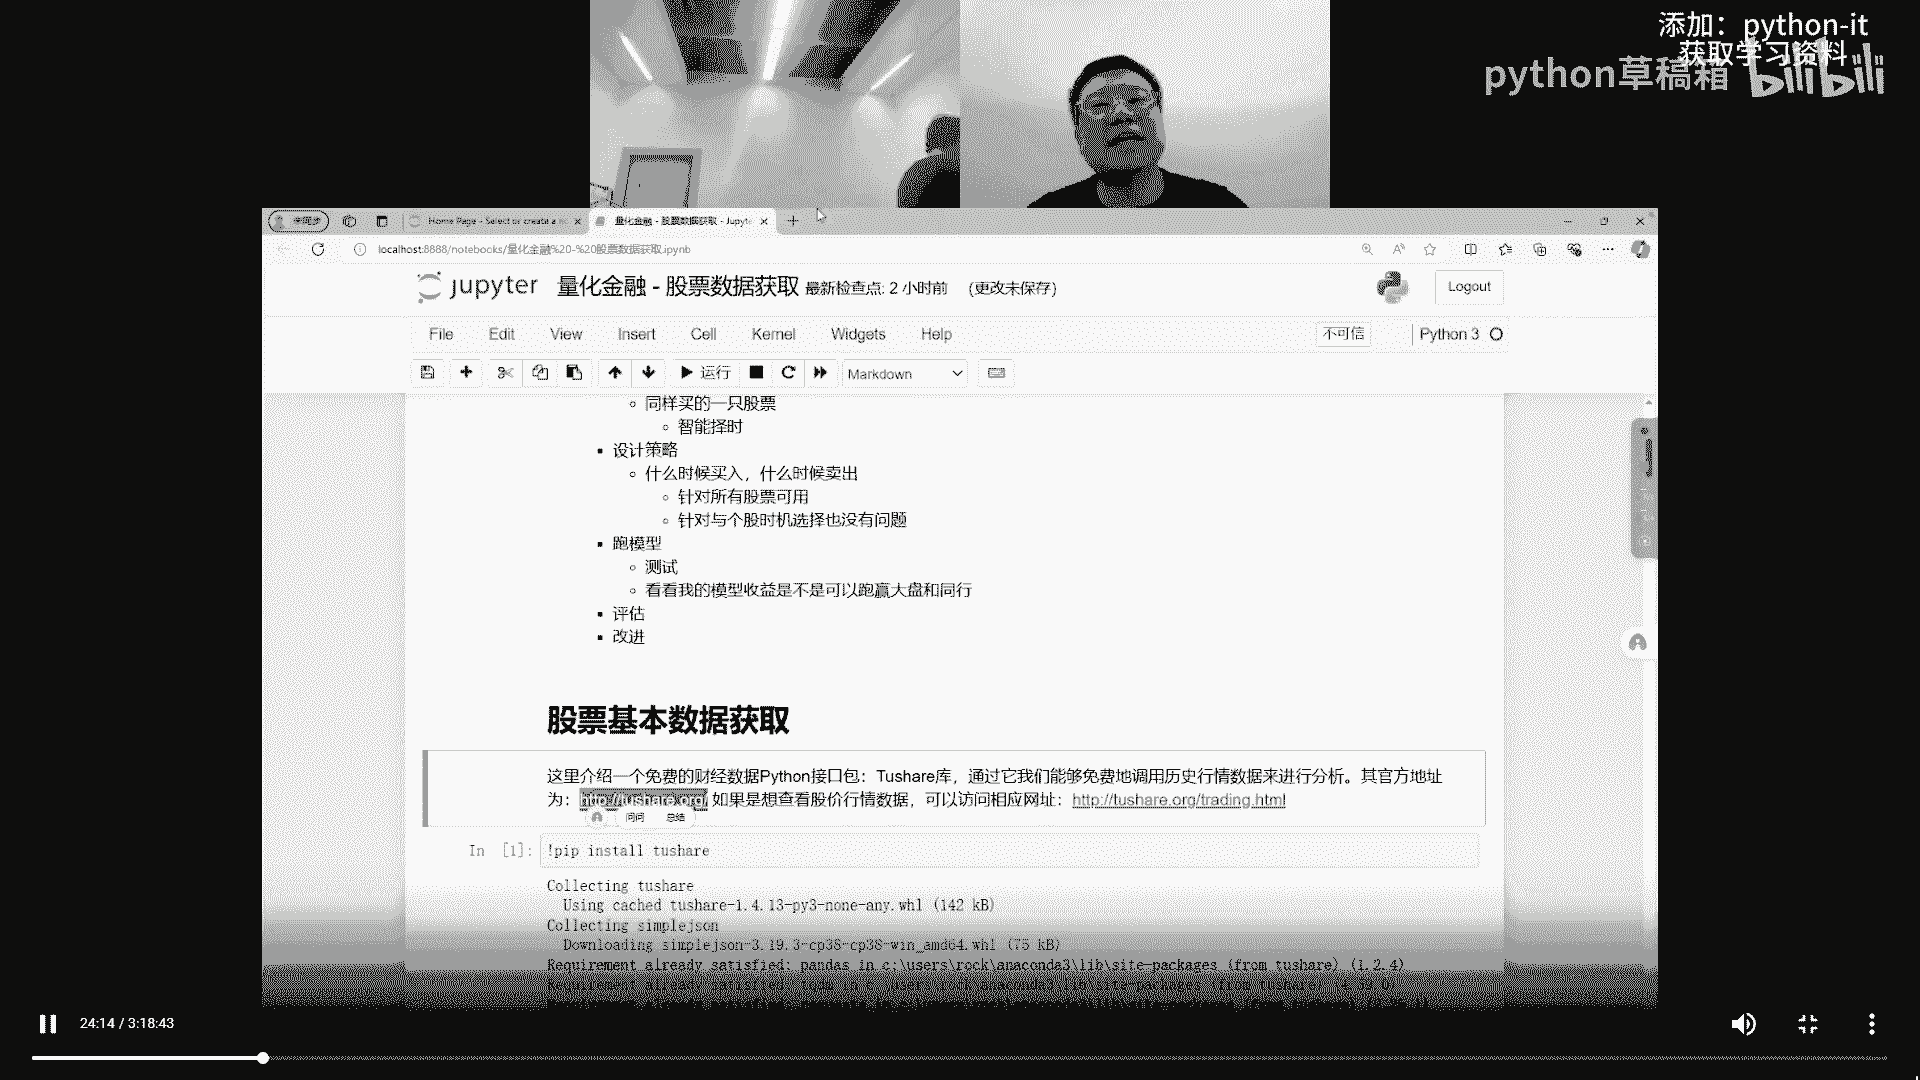 添加：python-it
获取学习资料
python草稿箱 bilibili
Home Page - Select or create a
量化金融 - 股票数据获取 - Jupyte
localhost:8888/notebooks/量化金融%20-%20股票数据获取.ipynb
jupyter 量化金融 - 股票数据获取 最新检查点: 2 小时前 (更改未保存)
Logout
File Edit View Insert Cell Kernel Widgets Help
不可信
Python 3
运行
Markdown
同样买的一只股票
智能择时
设计策略
什么时候买入，什么时候卖出
针对所有股票可用
针对与个股时机选择也没有问题
跑模型
测试
看看我的模型收益是不是可以跑赢大盘和同行
评估
改进
股票基本数据获取
这里介绍一个免费的财经数据Python接口包：Tushare库，通过它我们能够免费地调用历史行情数据来进行分析。其官方地址
为：http://tushare.org/ 如果是想查看股价行情数据，可以访问相应网址：http://tushare.org/trading.html
问问 总结
In [1]: !pip install tushare
Collecting tushare
Using cached tushare-1.4.13-py3-none-any.whl (142 kB)
Collecting simplejson
Downloading simplejson-3.19.3-cp38-cp38-win_amd64.whl (75 kB)
Requirement already satisfied: pandas in c:\users\rock\anaconda3\lib\site-packages (from tushare) (1.2.4)
24:14 / 3:18:43